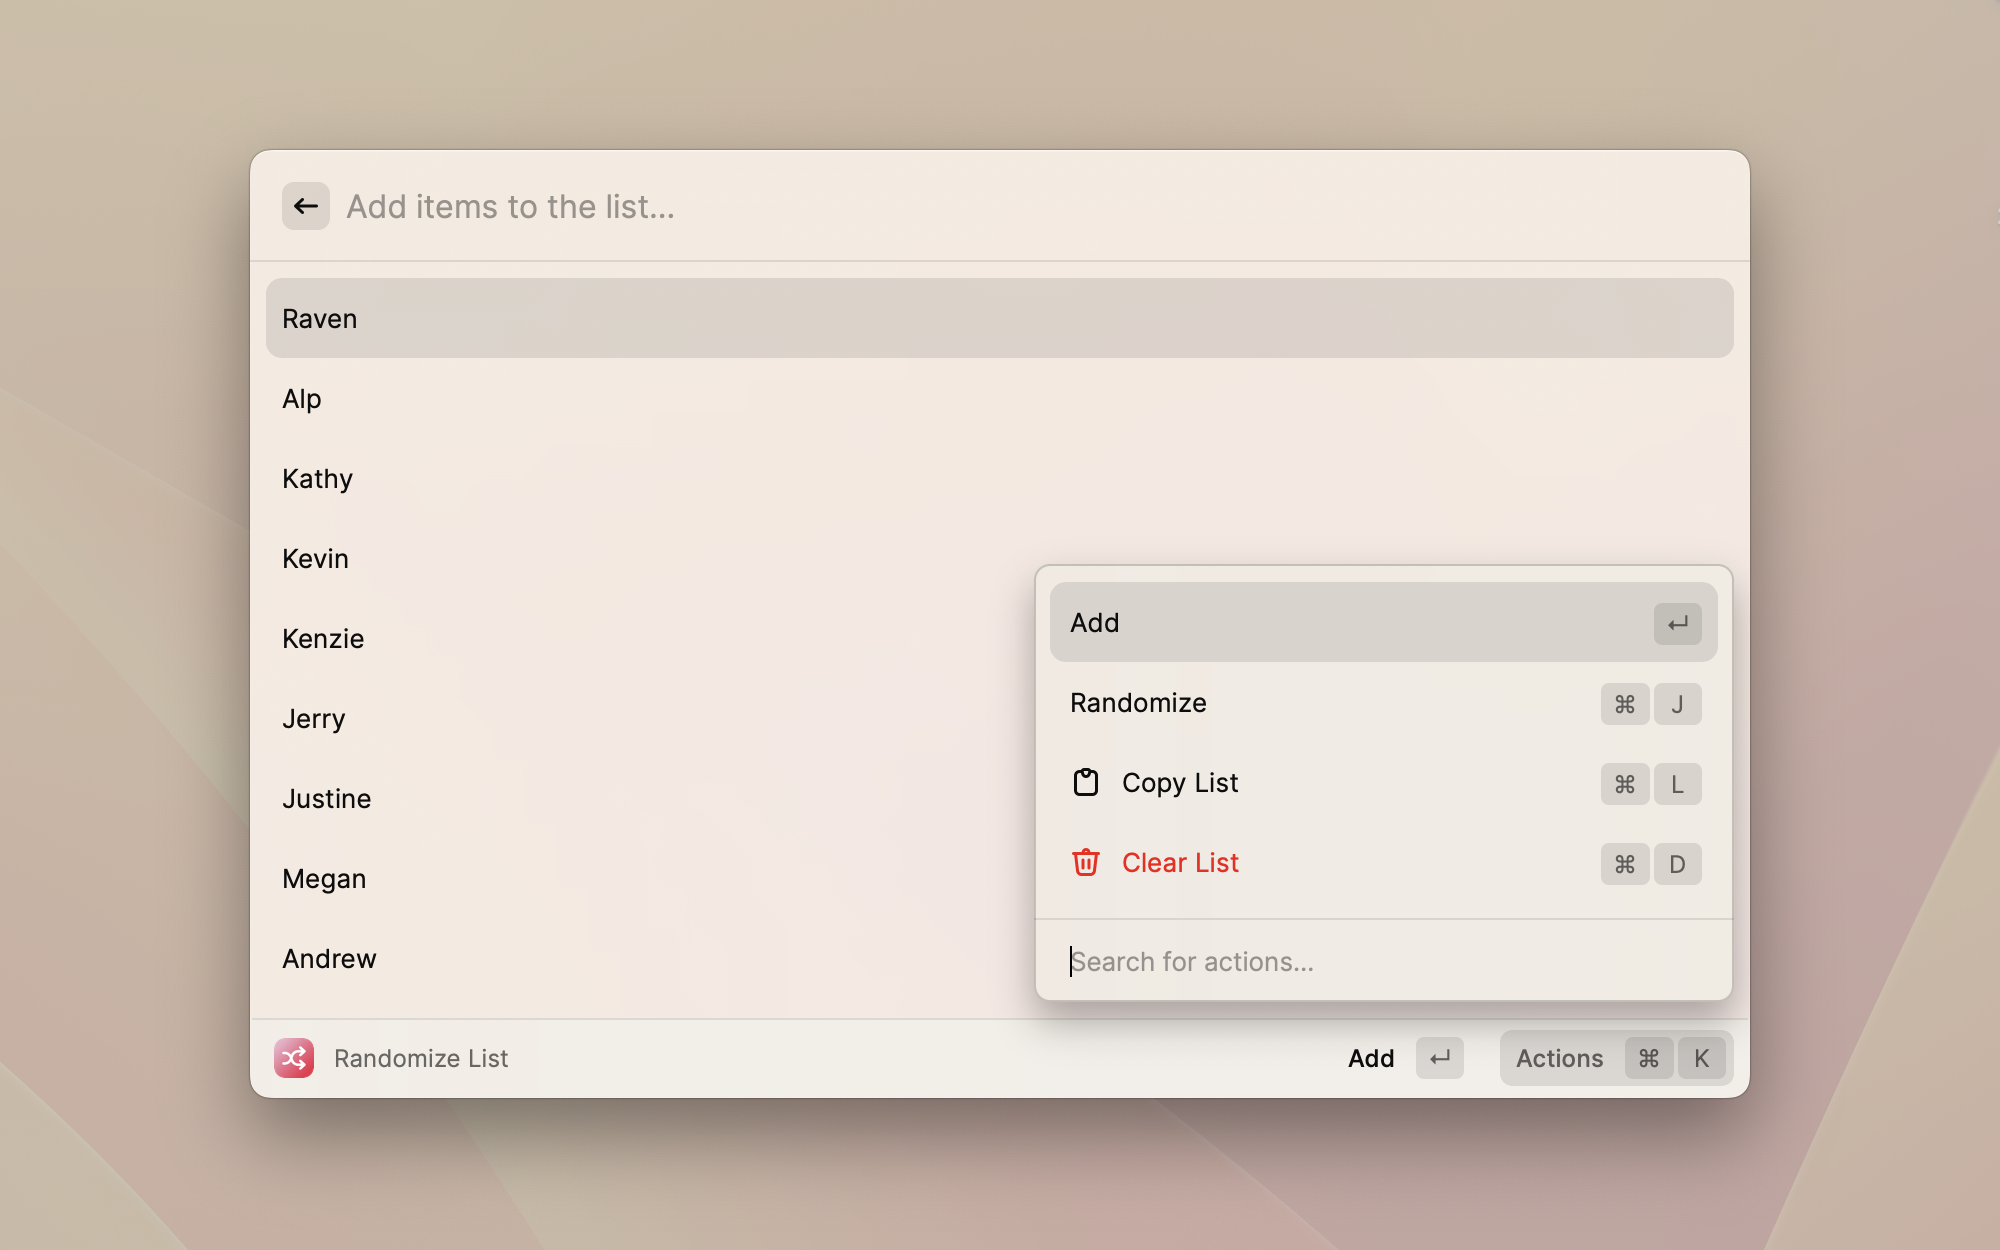 Add items to the list...
Raven
Alp
Kathy
Kevin
Kenzie
Jerry
Justine
Megan
Andrew
Add ↵
Randomize ⌘ J
Copy List ⌘ L
Clear List ⌘ D
Search for actions...
Randomize List Add ↵ Actions ⌘ K